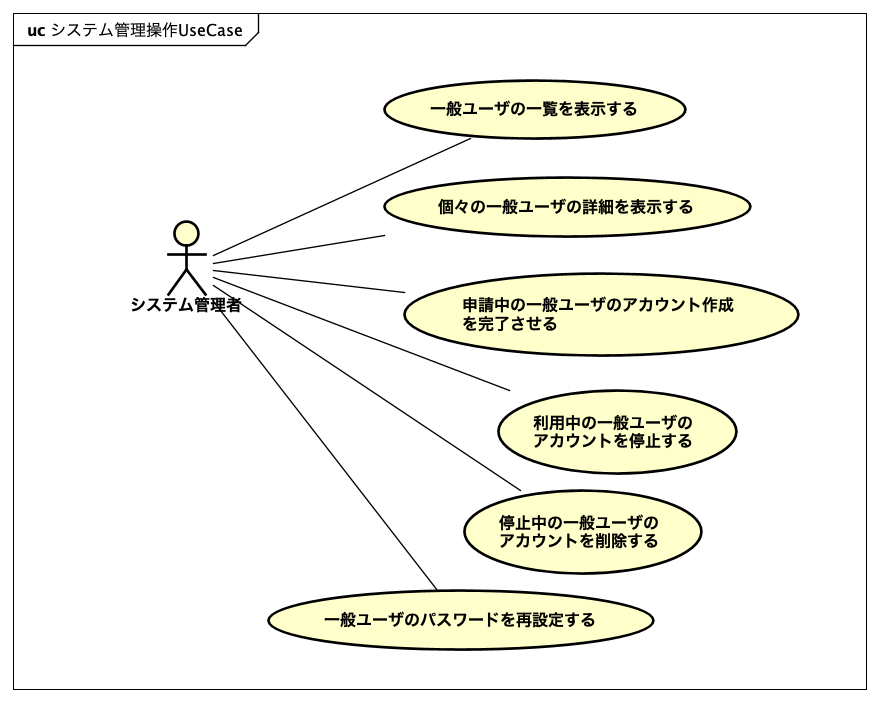 uc システム管理操作UseCase
一般ユーザの一覧を表示する
個々の一般ユーザの詳細を表示する
システム管理者
申請中の一般ユーザのアカウント作成
を完了させる
利用中の一般ユーザの
アカウントを停止する
停止中の一般ユーザの
アカウントを削除する
一般ユーザのパスワードを再設定する